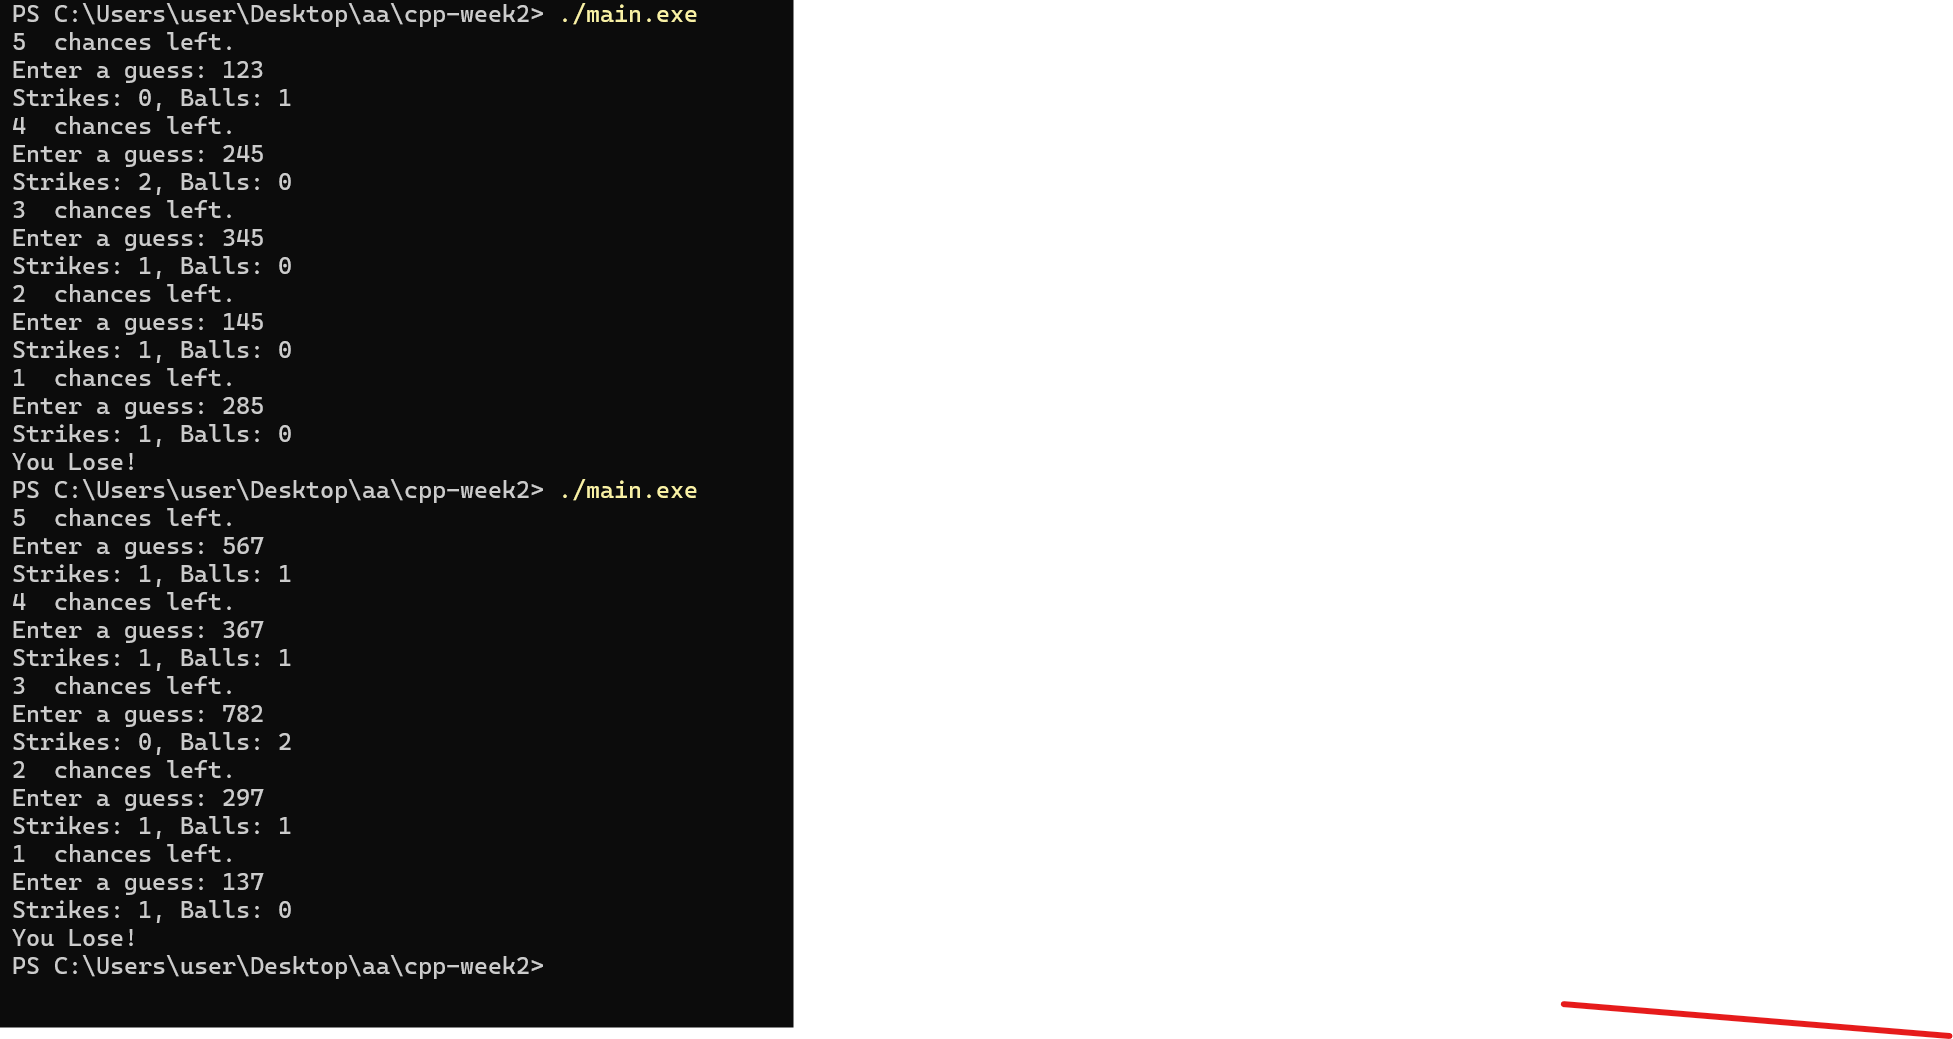 PS C:\Users\user\Desktop\aa\cpp-week2> ./main.exe
5  chances left.
Enter a guess: 123
Strikes: 0, Balls: 1
4  chances left.
Enter a guess: 245
Strikes: 2, Balls: 0
3  chances left.
Enter a guess: 345
Strikes: 1, Balls: 0
2  chances left.
Enter a guess: 145
Strikes: 1, Balls: 0
1  chances left.
Enter a guess: 285
Strikes: 1, Balls: 0
You Lose!
PS C:\Users\user\Desktop\aa\cpp-week2> ./main.exe
5  chances left.
Enter a guess: 567
Strikes: 1, Balls: 1
4  chances left.
Enter a guess: 367
Strikes: 1, Balls: 1
3  chances left.
Enter a guess: 782
Strikes: 0, Balls: 2
2  chances left.
Enter a guess: 297
Strikes: 1, Balls: 1
1  chances left.
Enter a guess: 137
Strikes: 1, Balls: 0
You Lose!
PS C:\Users\user\Desktop\aa\cpp-week2>